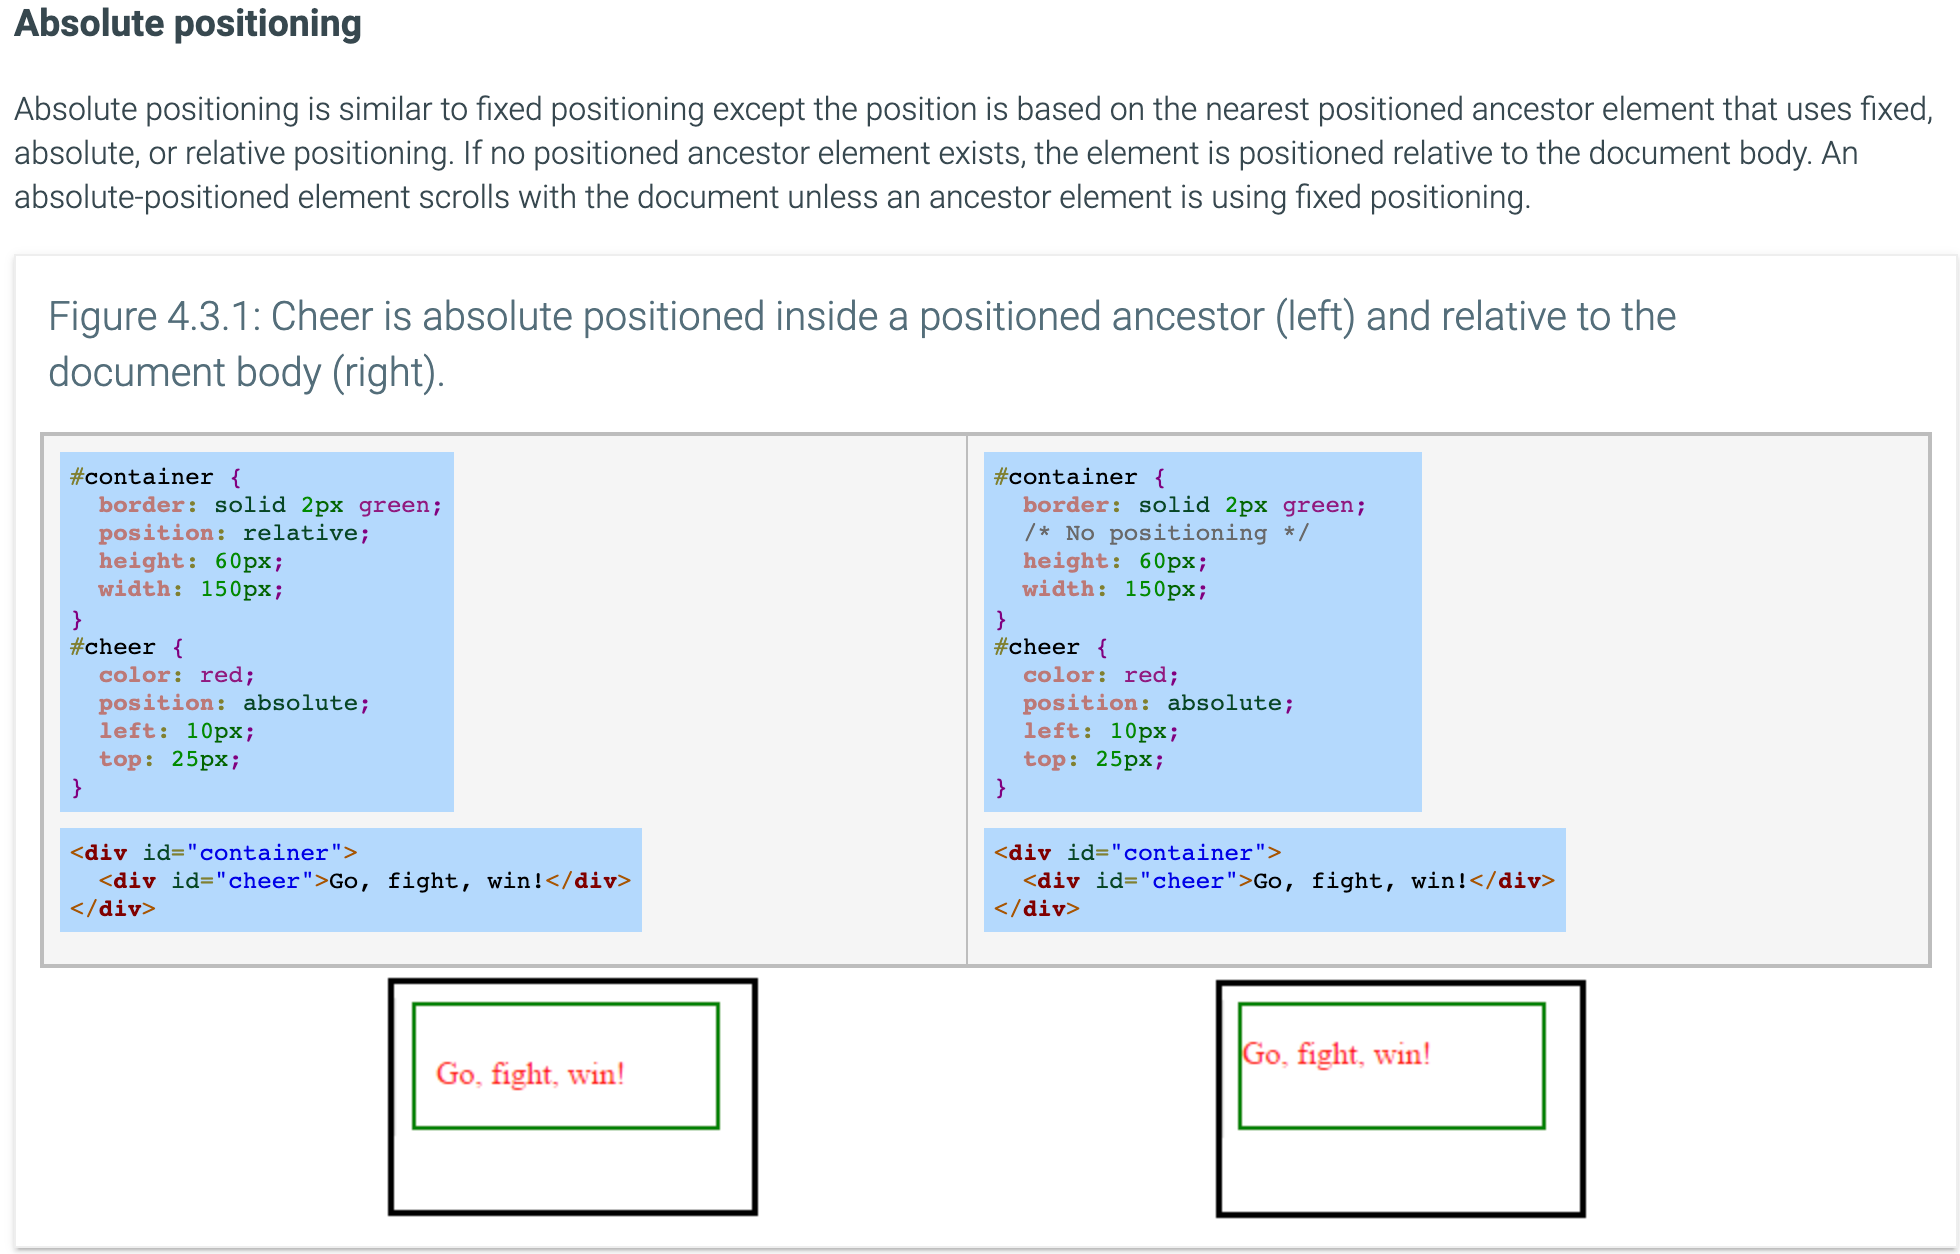 Absolute positioning
Absolute positioning is similar to fixed positioning except the position is based on the nearest positioned ancestor element that uses fixed,
absolute, or relative positioning. If no positioned ancestor element exists, the element is positioned relative to the document body. An
absolute-positioned element scrolls with the document unless an ancestor element is using fixed positioning.
Figure 4.3.1: Cheer is absolute positioned inside a positioned ancestor (left) and relative to the
document body (right).
#container {
  border: solid 2px green;
  position: relative;
  height: 60px;
  width: 150px;
}
#cheer {
  color: red;
  position: absolute;
  left: 10px;
  top: 25px;
}
<div id="container">
  <div id="cheer">Go, fight, win!</div>
</div>
#container {
  border: solid 2px green;
  /* No positioning */
  height: 60px;
  width: 150px;
}
#cheer {
  color: red;
  position: absolute;
  left: 10px;
  top: 25px;
}
<div id="container">
  <div id="cheer">Go, fight, win!</div>
</div>
Go, fight, win!
Go, fight, win!